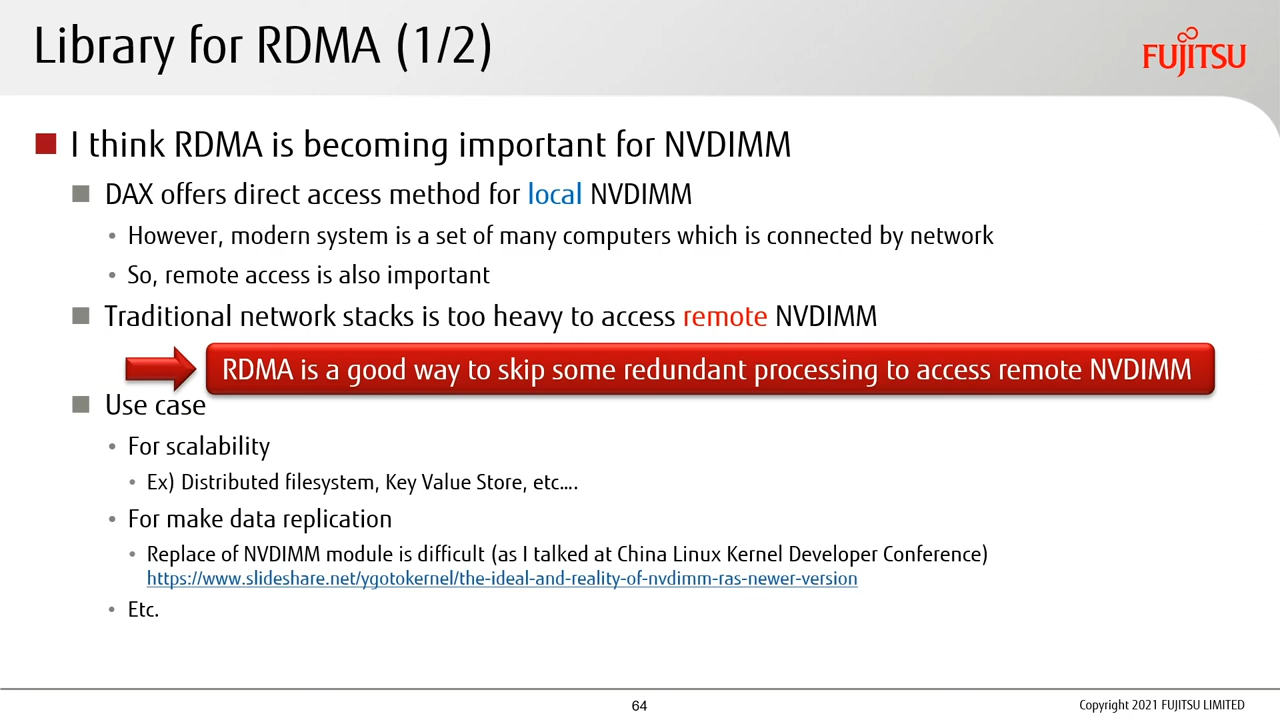 Library for RDMA (1/2)
FUJITSU
I think RDMA is becoming important for NVDIMM
DAX offers direct access method for local NVDIMM
• However, modern system is a set of many computers which is connected by network
• So, remote access is also important
Traditional network stacks is too heavy to access remote NVDIMM
RDMA is a good way to skip some redundant processing to access remote NVDIMM
Use case
• For scalability
• Ex) Distributed filesystem, Key Value Store, etc….
• For make data replication
• Replace of NVDIMM module is difficult (as I talked at China Linux Kernel Developer Conference)
https://www.slideshare.net/ygotokernel/the-ideal-and-reality-of-nvdimm-ras-newer-version
• Etc.
64
Copyright 2021 FUJITSU LIMITED